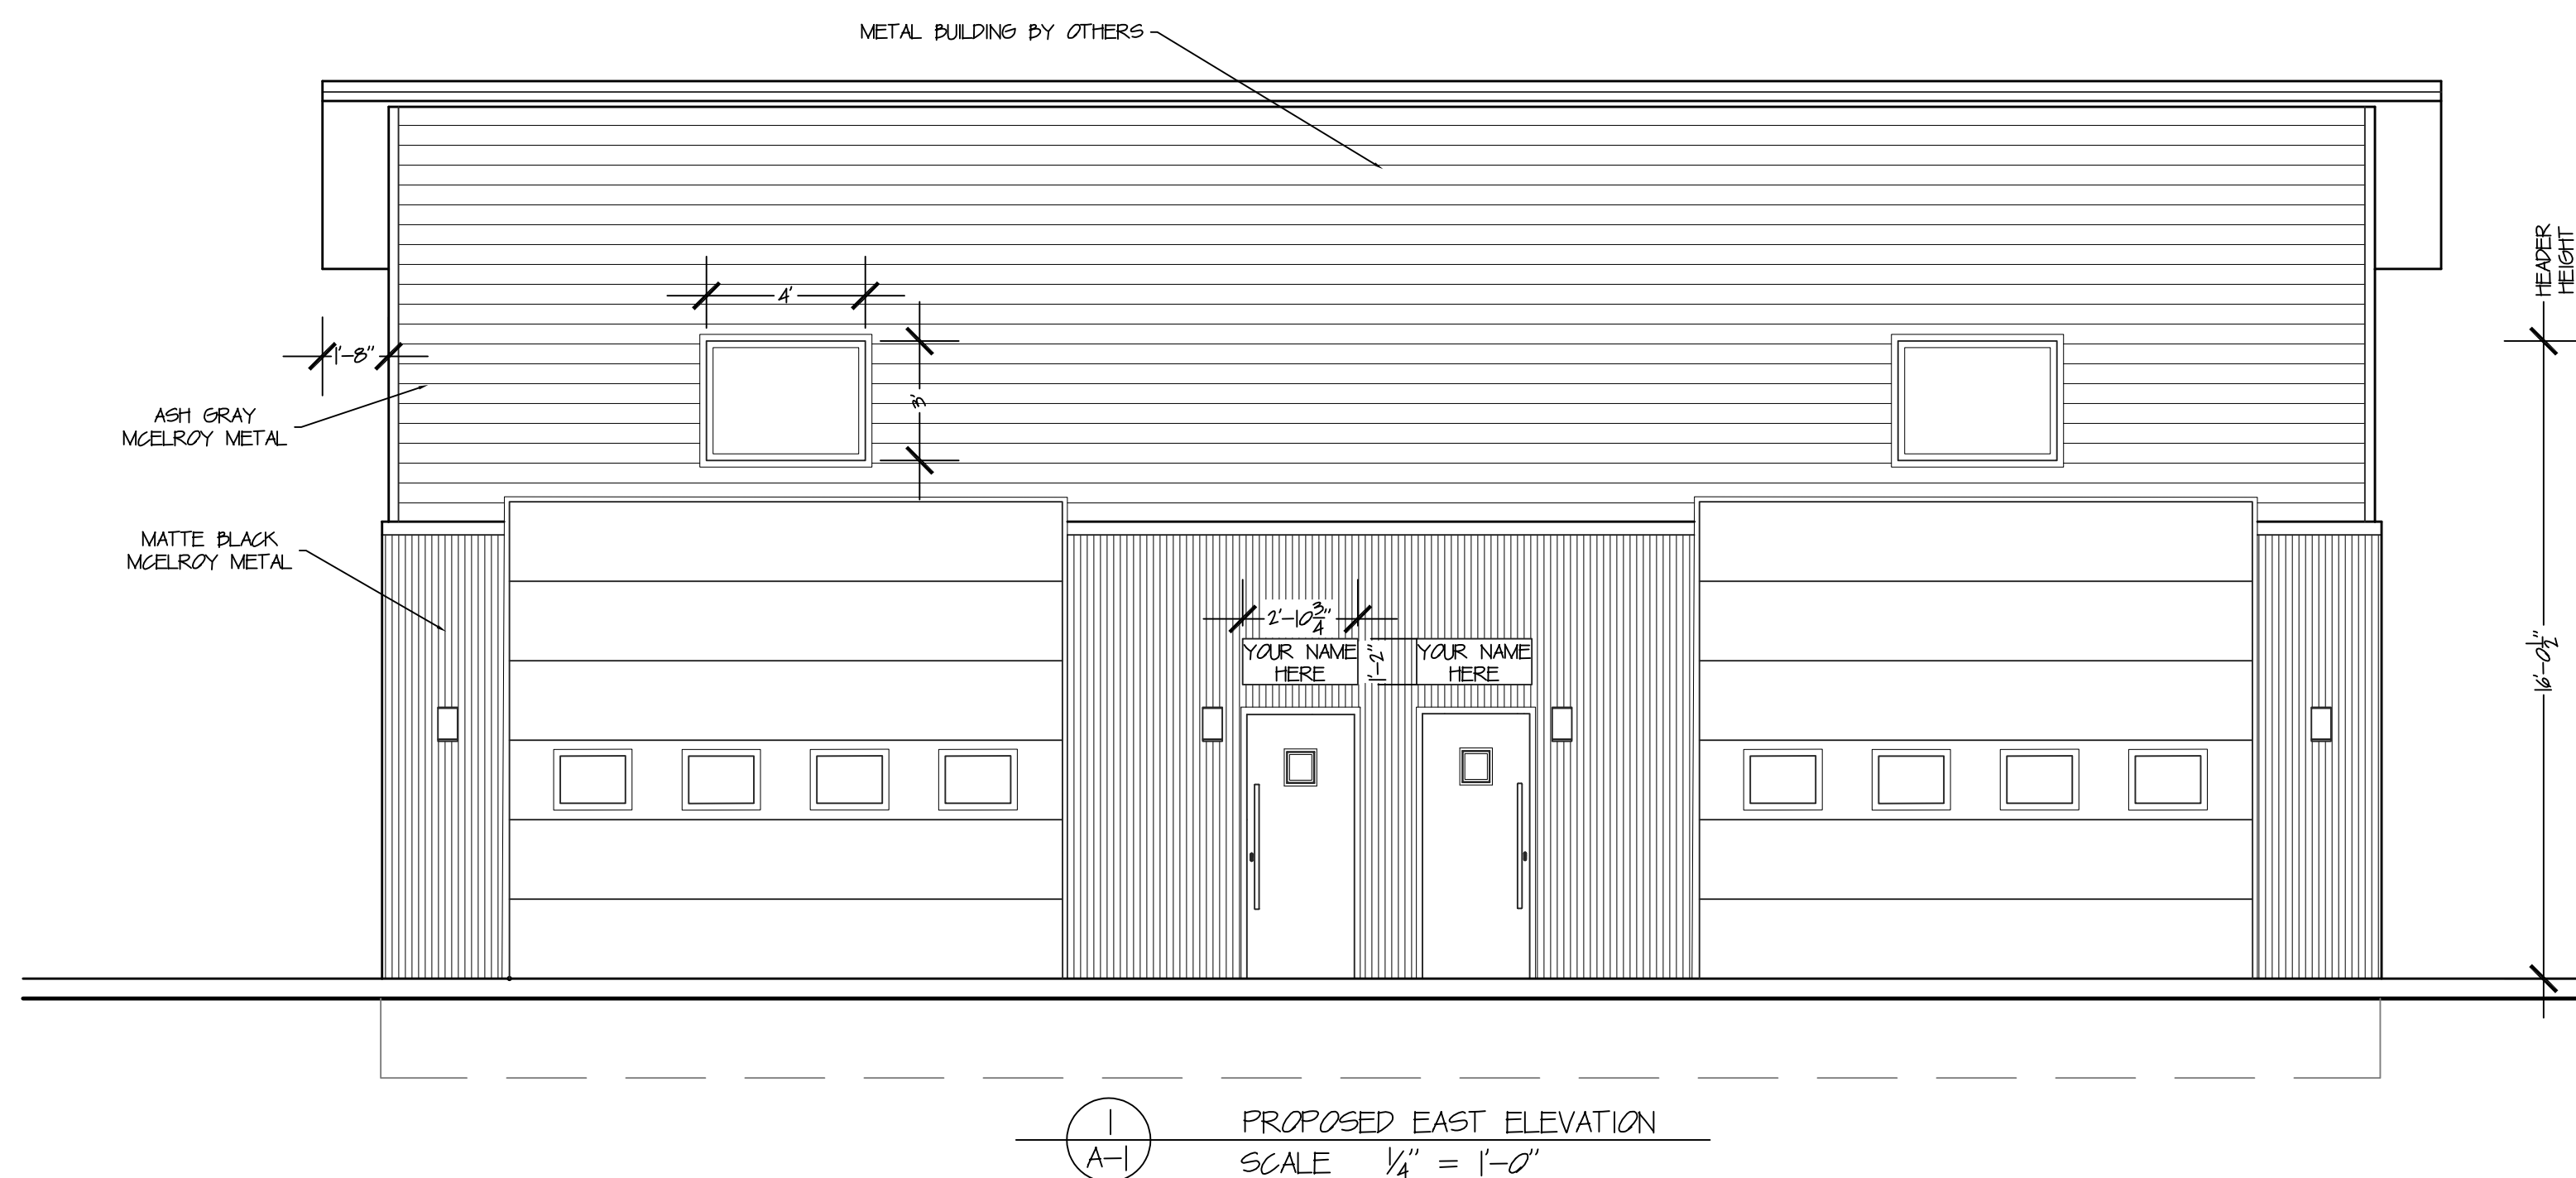 METAL BUILDING BY OTHERS
HEADER
HEIGHT
4'
1'-8"
3'
ASH GRAY
MCELROY METAL
MATTE BLACK
MCELROY METAL
2'-10 3/4"
YOUR NAME
HERE
1'-2"
YOUR NAME
HERE
16'-0 1/2"
1
A-1
PROPOSED EAST ELEVATION
SCALE 1/4" = 1'-0"